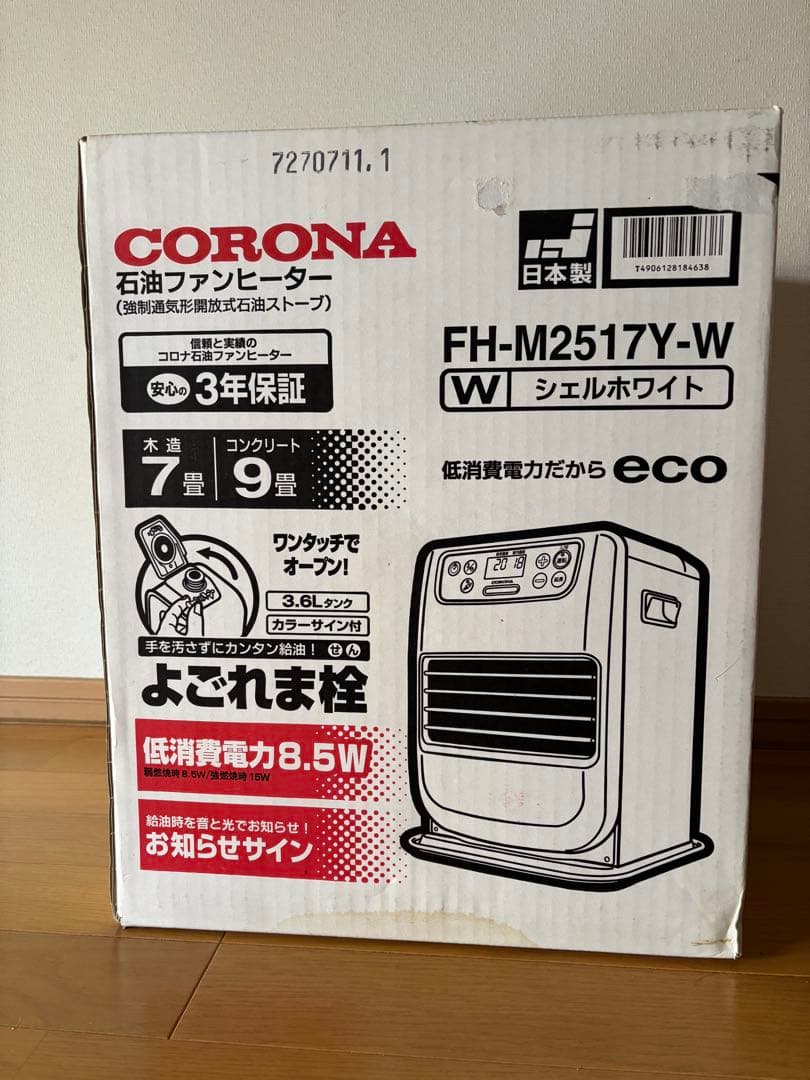 7270711.1
CORONA
石油ファンヒーター
(強制通気形開放式石油ストーブ)
日本製
T4906128184638
信頼と実績の
コロナ石油ファンヒーター
安心の 3年保証
FH-M2517Y-W
W シェルホワイト
木造 7畳 コンクリート 9畳
低消費電力だから eco
ワンタッチで
オープン!
3.6Lタンク
カラーサイン付
手を汚さずにカンタン給油! せん
よごれま栓
低消費電力8.5W
弱燃焼時8.5W/強燃焼時15W
給油時を音と光でお知らせ!
お知らせサイン
20 18
CORONA